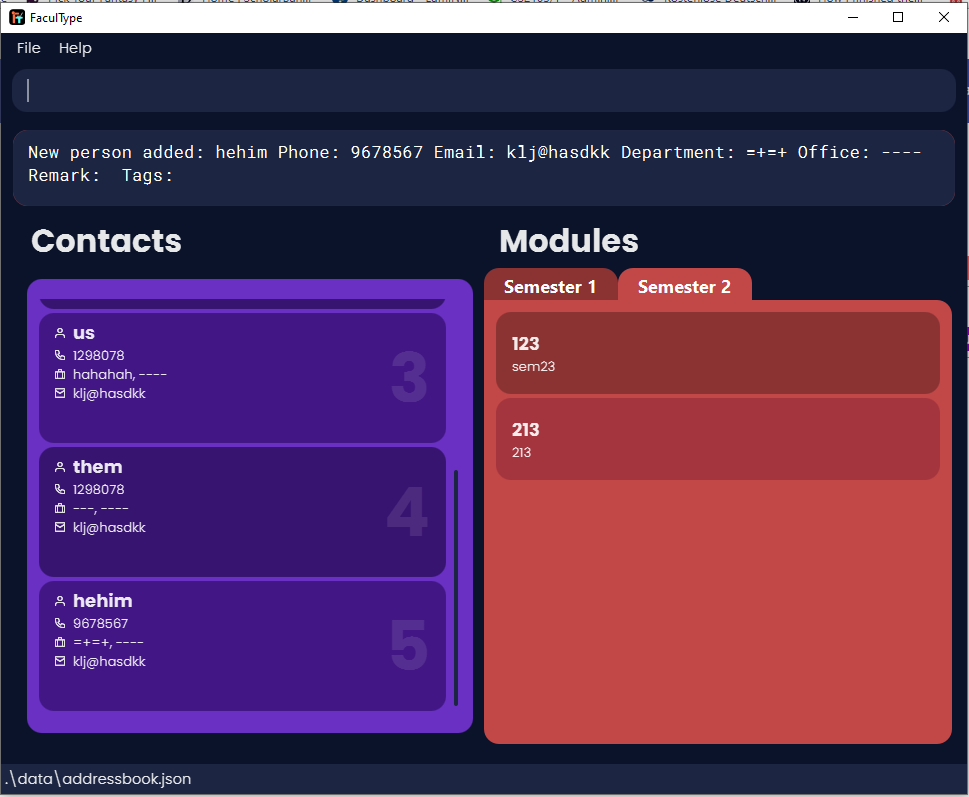 FaculType
File Help
New person added: hehim Phone: 9678567 Email: klj@hasdkk Department: =+=+ Office: ----
Remark:  Tags:
Contacts
us
1298078
hahahah, ----
klj@hasdkk
3
them
1298078
---, ----
klj@hasdkk
4
hehim
9678567
=+=+, ----
klj@hasdkk
5
Modules
Semester 1 Semester 2
123
sem23
213
213
.\data\addressbook.json